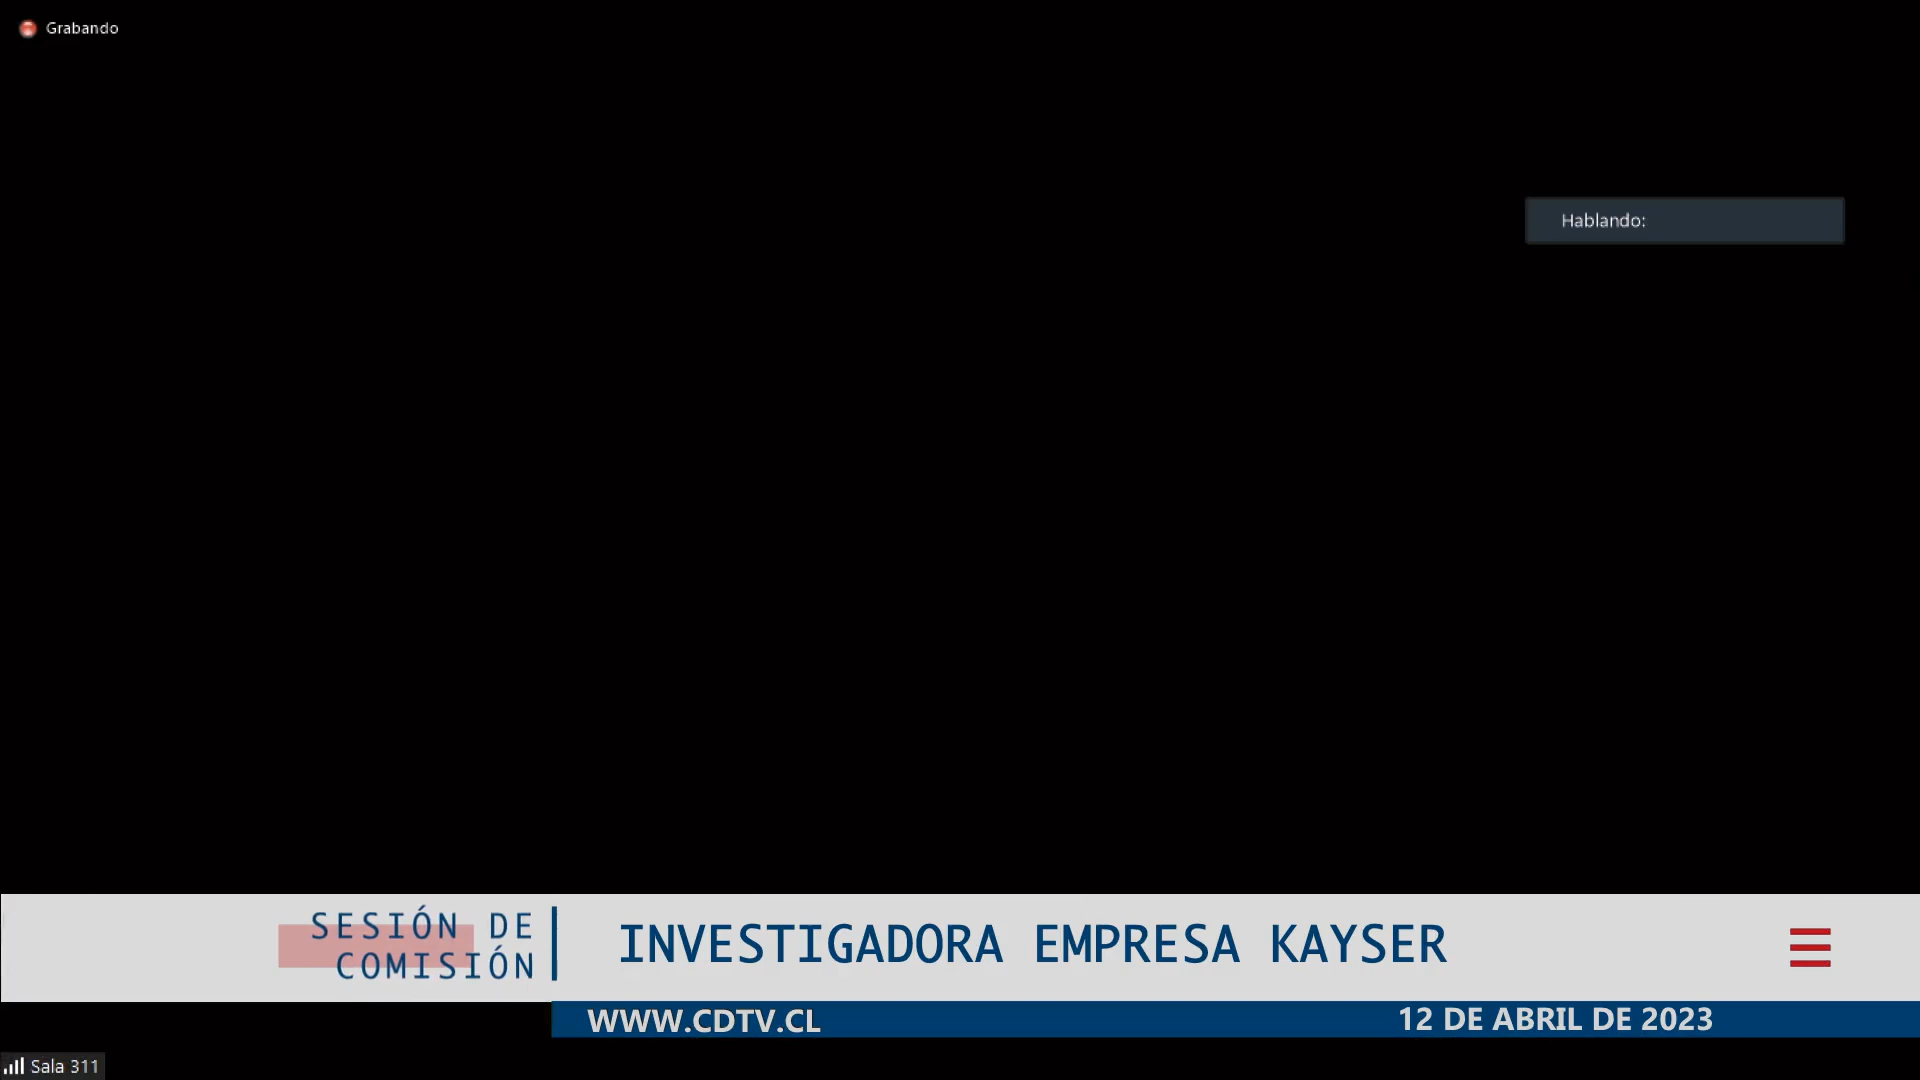 Grabando
Hablando:
SESIÓN DE
COMISIÓN
INVESTIGADORA EMPRESA KAYSER
WWW.CDTV.CL
12 DE ABRIL DE 2023
Sala 311